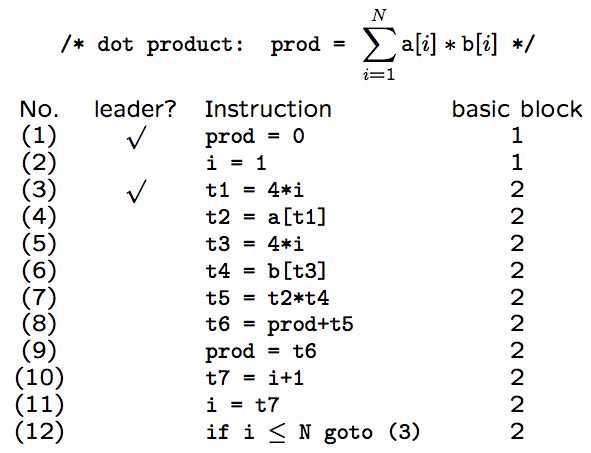 /* dot product: prod = \sum_{i=1}^{N} a[i] * b[i] */
No. leader? Instruction basic block
(1) √ prod = 0 1
(2) i = 1 1
(3) √ t1 = 4*i 2
(4) t2 = a[t1] 2
(5) t3 = 4*i 2
(6) t4 = b[t3] 2
(7) t5 = t2*t4 2
(8) t6 = prod+t5 2
(9) prod = t6 2
(10) t7 = i+1 2
(11) i = t7 2
(12) if i ≤ N goto (3) 2